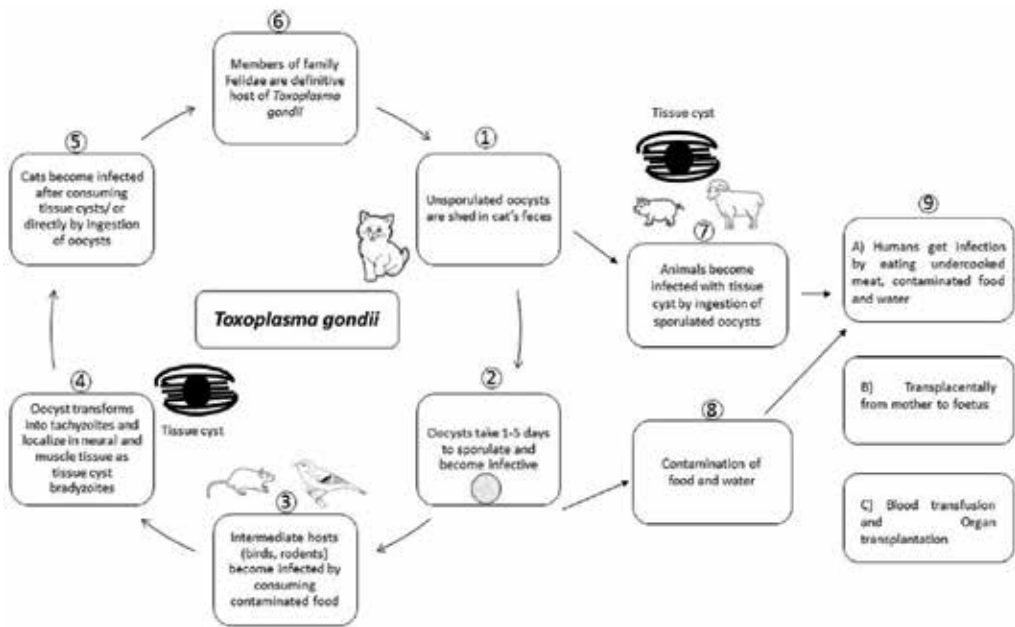 ⑥
Members of family
Felidae are definitive
host of Toxoplasma
gondii
⑤
Cats become infected
after consuming
tissue cysts/ or
directly by ingestion
of oocysts
①
Unsporulated oocysts
are shed in cat's feces
Tissue cyst
⑦
Animals become
infected with tissue
cyst by ingestion of
sporulated oocysts
⑨
A) Humans get infection
by eating undercooked
meat, contaminated food
and water
Toxoplasma gondii
④
Oocyst transforms
into tachyzoites and
localize in neural and
muscle tissue as
tissue cyst
bradyzoites
Tissue cyst
②
Oocysts take 1-5 days
to sporulate and
become infective
⑧
Contamination of
food and water
B) Transplacentally
from mother to foetus
③
Intermediate hosts
(birds, rodents)
become infected by
consuming
contaminated food
C) Blood transfusion
and Organ
transplantation